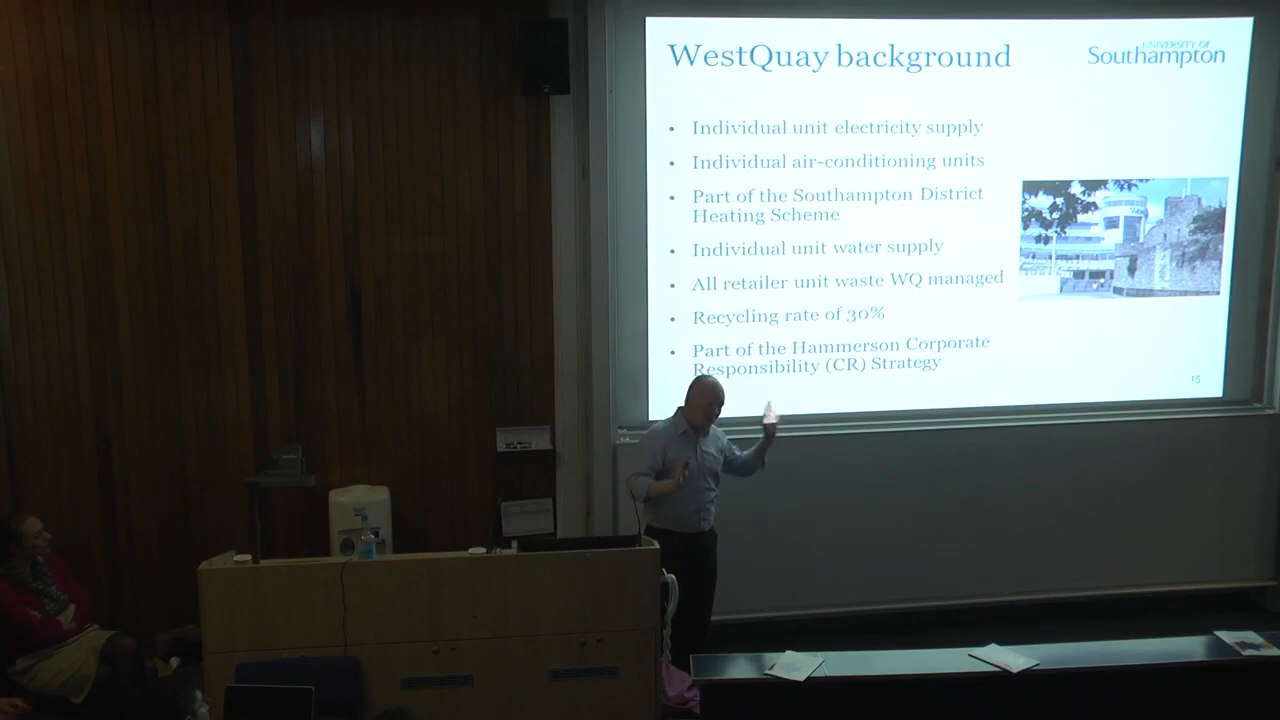 WestQuay background
UNIVERSITY OF
Southampton
• Individual unit electricity supply
• Individual air-conditioning units
• Part of the Southampton District
Heating Scheme
• Individual unit water supply
• All retailer unit waste WQ managed
• Recycling rate of 30%
• Part of the Hammerson Corporate
Responsibility (CR) Strategy
15